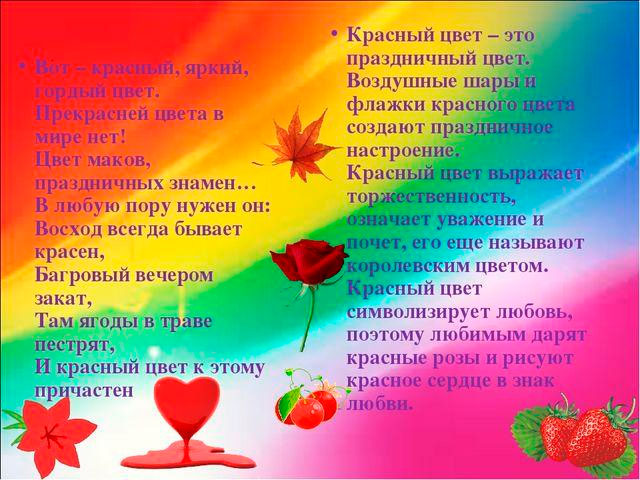 • Вот – красный, яркий,
гордый цвет.
Прекрасней цвета в
мире нет!
Цвет маков,
праздничных знамен…
В любую пору нужен он:
Восход всегда бывает
красен,
Багровый вечером
закат,
Там ягоды в траве
пестрят,
И красный цвет к этому
причастен
• Красный цвет – это
праздничный цвет.
Воздушные шары и
флажки красного цвета
создают праздничное
настроение.
Красный цвет выражает
торжественность,
означает уважение и
почет, его еще называют
королевским цветом.
Красный цвет
символизирует любовь,
поэтому любимым дарят
красные розы и рисуют
красное сердце в знак
любви.